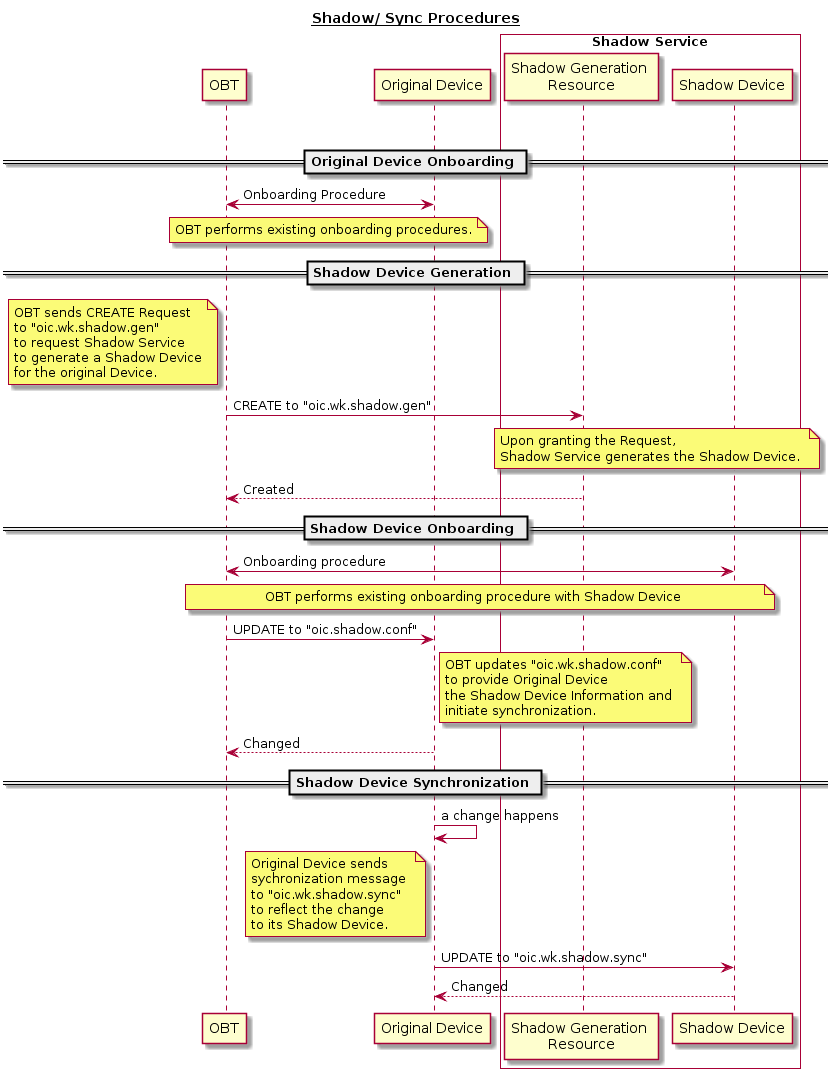 Shadow/ Sync Procedures
Shadow Service
OBT
Original Device
Shadow Generation
Resource
Shadow Device
Original Device Onboarding
Onboarding Procedure
OBT performs existing onboarding procedures.
Shadow Device Generation
OBT sends CREATE Request
to "oic.wk.shadow.gen"
to request Shadow Service
to generate a Shadow Device
for the original Device.
CREATE to "oic.wk.shadow.gen"
Upon granting the Request,
Shadow Service generates the Shadow Device.
Created
Shadow Device Onboarding
Onboarding procedure
OBT performs existing onboarding procedure with Shadow Device
UPDATE to "oic.shadow.conf"
OBT updates "oic.wk.shadow.conf"
to provide Original Device
the Shadow Device Information and
initiate synchronization.
Changed
Shadow Device Synchronization
a change happens
Original Device sends
sychronization message
to "oic.wk.shadow.sync"
to reflect the change
to its Shadow Device.
UPDATE to "oic.wk.shadow.sync"
Changed
OBT
Original Device
Shadow Generation
Resource
Shadow Device